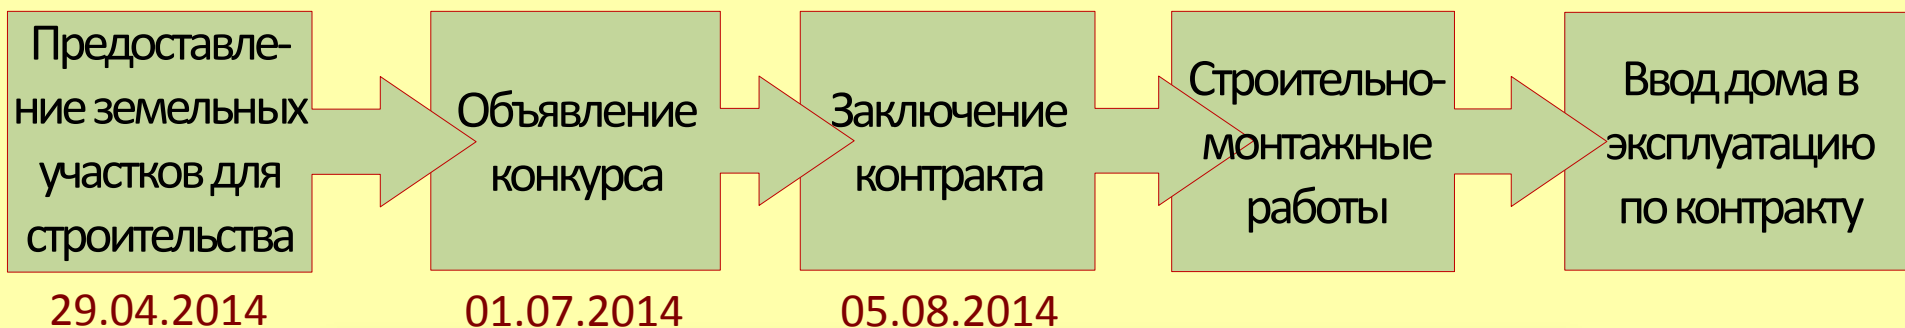 Предоставле-
ние земельных
участков для
строительства
29.04.2014
Объявление
конкурса
01.07.2014
Заключение
контракта
05.08.2014
Строительно-
монтажные
работы
Ввод дома в
эксплуатацию
по контракту